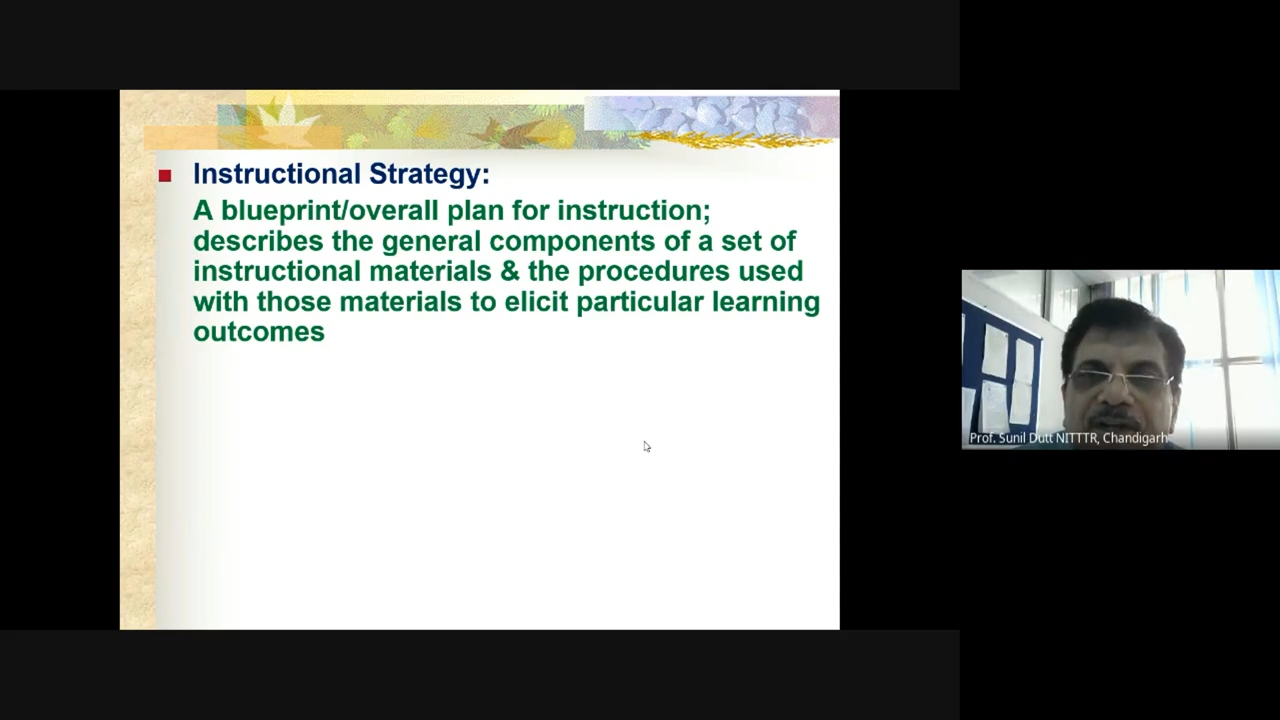 Instructional Strategy:
A blueprint/overall plan for instruction;
describes the general components of a set of
instructional materials & the procedures used
with those materials to elicit particular learning
outcomes
Prof. Sunil Dutt NITTTR, Chandigarh